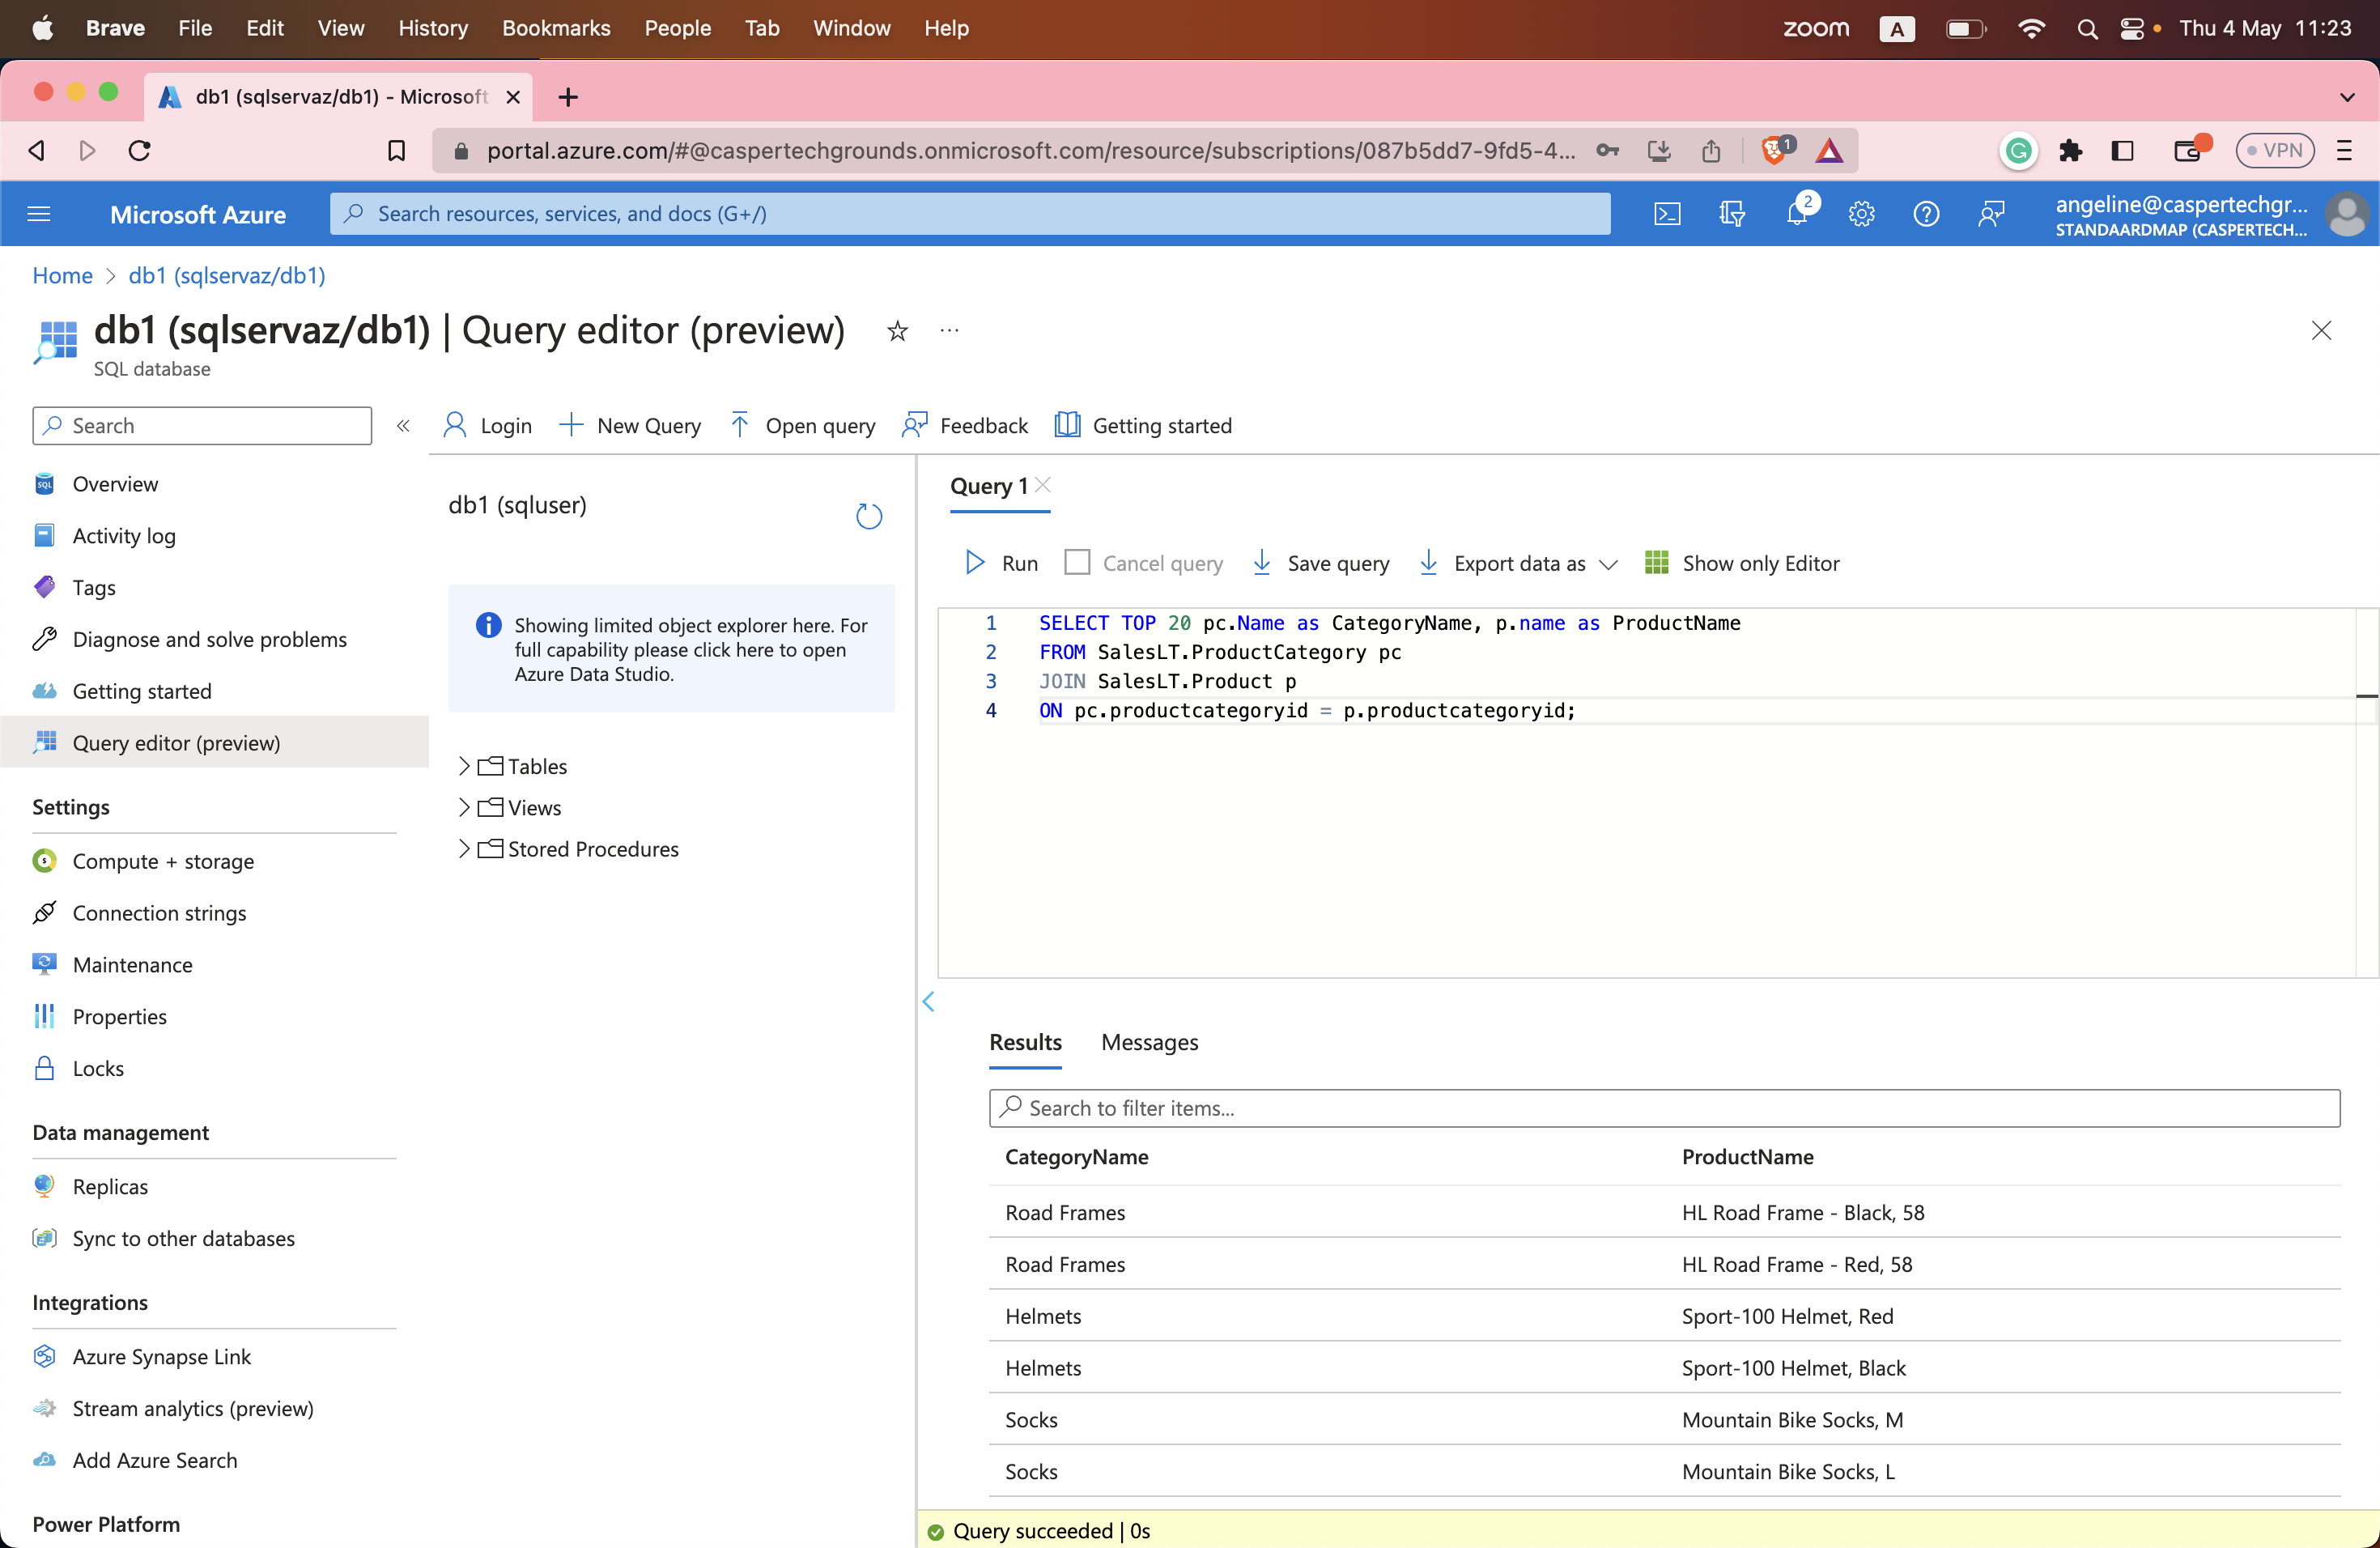 Brave File Edit View History Bookmarks People Tab Window Help zoom A Thu 4 May 11:23
db1 (sqlservaz/db1) - Microsoft
portal.azure.com/#@caspertechgrounds.onmicrosoft.com/resource/subscriptions/087b5dd7-9fd5-4... 1 VPN
Microsoft Azure Search resources, services, and docs (G+/) 2 angeline@caspertechgr...
STANDAARDMAP (CASPERTECH...
Home > db1 (sqlservaz/db1)
db1 (sqlservaz/db1) | Query editor (preview) ...
SQL database
Search
Overview
Activity log
Tags
Diagnose and solve problems
Getting started
Query editor (preview)
Settings
Compute + storage
Connection strings
Maintenance
Properties
Locks
Data management
Replicas
Sync to other databases
Integrations
Azure Synapse Link
Stream analytics (preview)
Add Azure Search
Power Platform
Login New Query Open query Feedback Getting started
db1 (sqluser)
Showing limited object explorer here. For
full capability please click here to open
Azure Data Studio.
Tables
Views
Stored Procedures
Query 1
Run Cancel query Save query Export data as Show only Editor
1 SELECT TOP 20 pc.Name as CategoryName, p.name as ProductName
2 FROM SalesLT.ProductCategory pc
3 JOIN SalesLT.Product p
4 ON pc.productcategoryid = p.productcategoryid;
Results Messages
Search to filter items...
CategoryName ProductName
Road Frames HL Road Frame - Black, 58
Road Frames HL Road Frame - Red, 58
Helmets Sport-100 Helmet, Red
Helmets Sport-100 Helmet, Black
Socks Mountain Bike Socks, M
Socks Mountain Bike Socks, L
Query succeeded | 0s